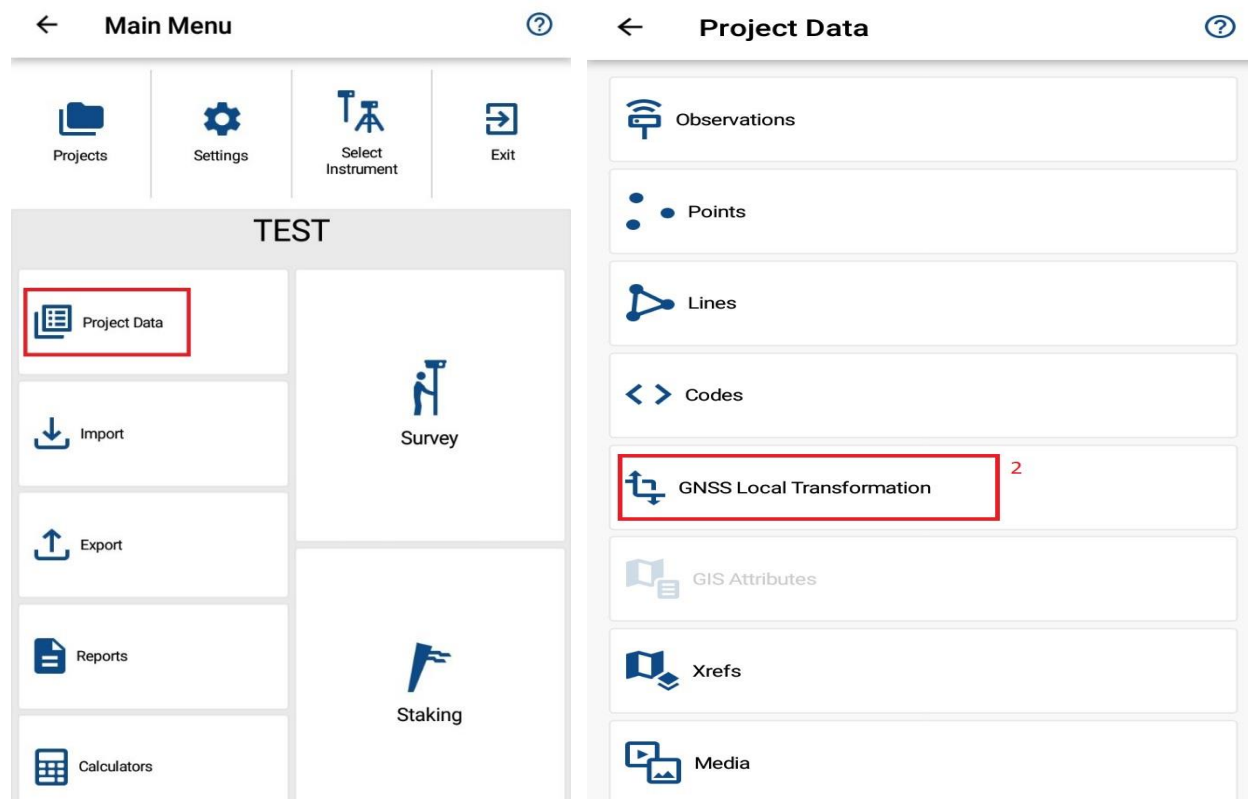 Main Menu
?
Projects
Settings
Select
Instrument
Exit
TEST
Project Data
Import
Export
Reports
Calculators
Survey
Staking
Project Data
?
Observations
Points
Lines
Codes
GNSS Local Transformation
2
GIS Attributes
Xrefs
Media